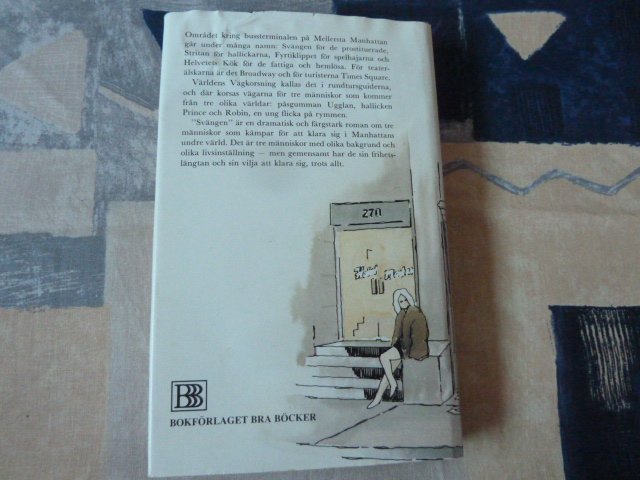 Området kring bussterminalen på Mellersta Manhattan
går under många namn: Svängen för de prostituerade,
Stritan för hallickarna, Fyrtiklippet för spelhajarna och
Helvetets Kök för de fattiga och hemlösa. För teater-
älskarna är det Broadway och för turisterna Times Square.
Världens Vägkorsning kallas det i rundtursguiderna,
och där korsas vägarna för tre människor som kommer
från tre olika världar: påsgumman Ugglan, hallicken
Prince och Robin, en ung flicka på rymmen.
"Svängen" är en dramatisk och färgstark roman om tre
människor som kämpar för att klara sig i Manhattans
undre värld. Det är tre människor med olika bakgrund och
olika livsinställning — men gemensamt har de sin frihets-
längtan och sin vilja att klara sig, trots allt.
270
BBB
BOKFÖRLAGET BRA BÖCKER